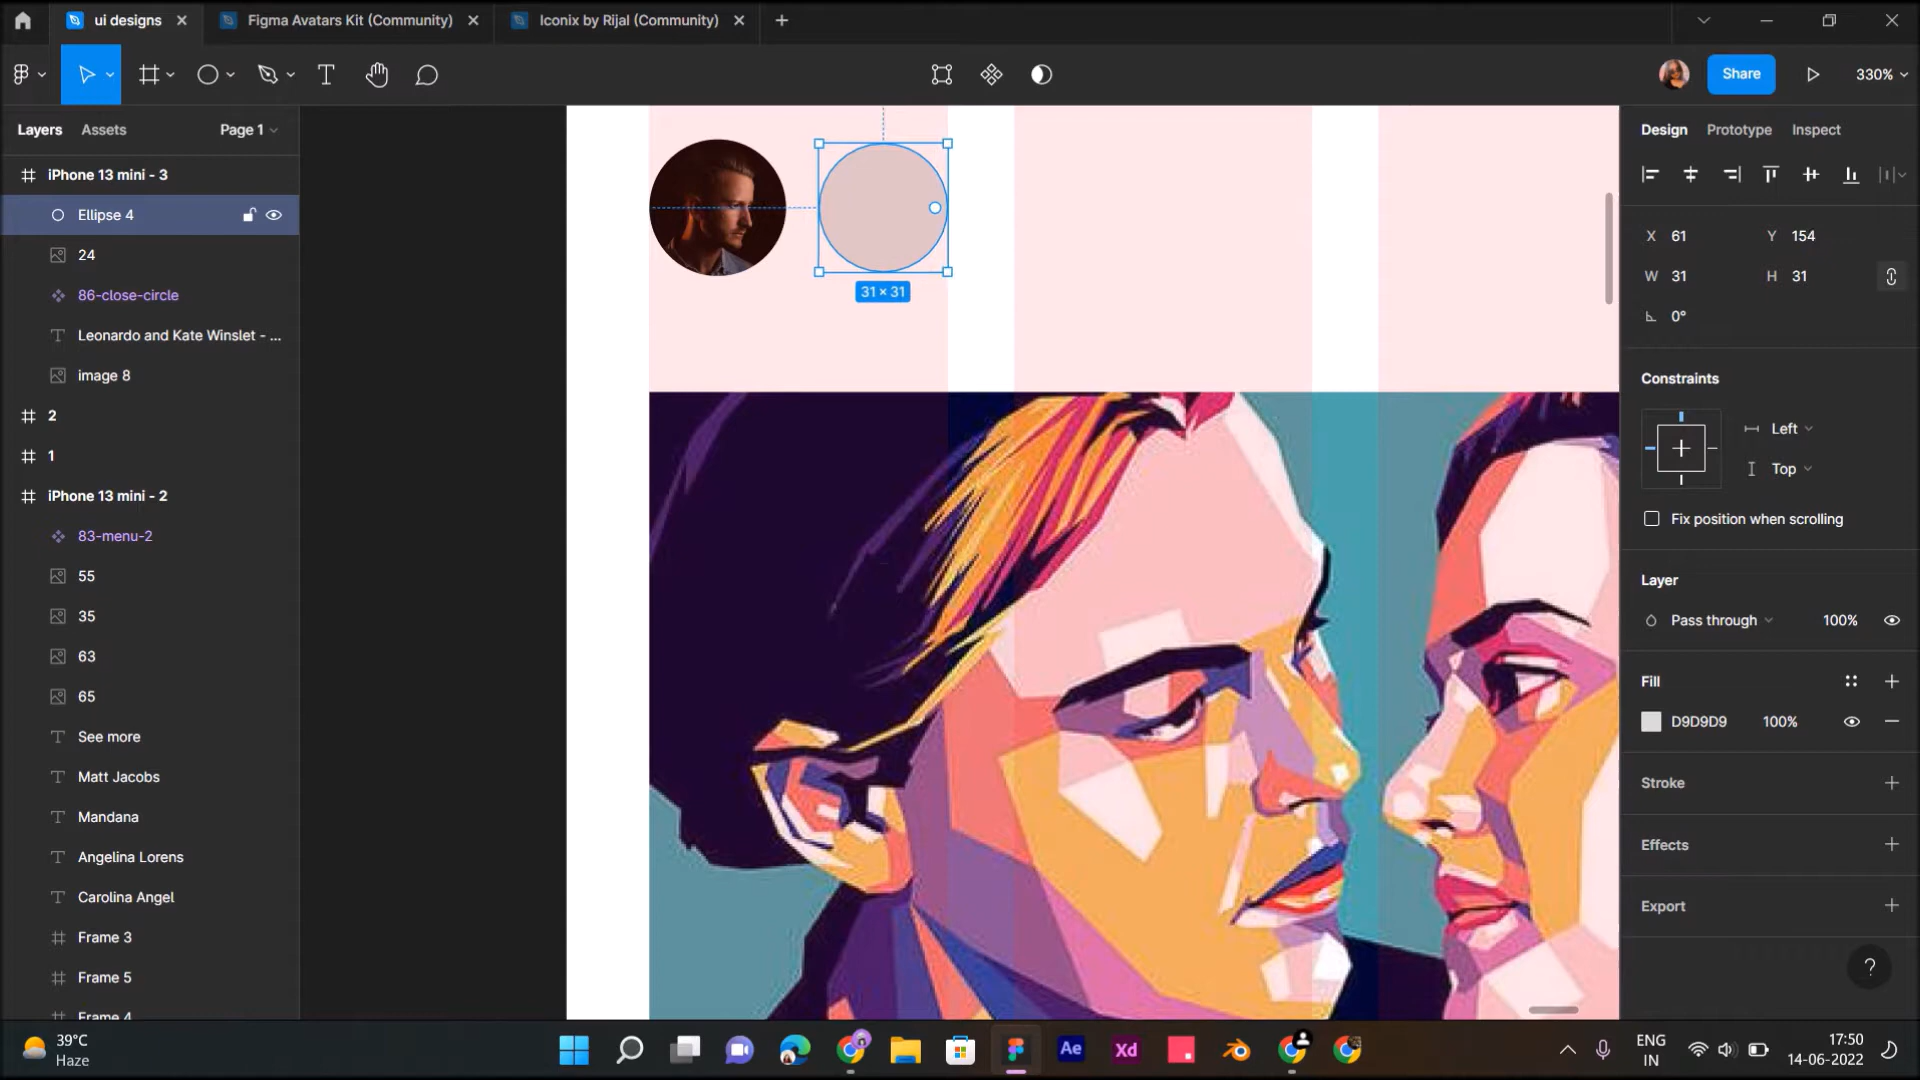 ui designs
Figma Avatars Kit (Community)
Iconix by Rijal (Community)
Share
330%
Layers
Assets
Page 1
iPhone 13 mini - 3
Ellipse 4
24
86-close-circle
Leonardo and Kate Winslet - ...
image 8
2
1
iPhone 13 mini - 2
83-menu-2
55
35
63
65
See more
Matt Jacobs
Mandana
Angelina Lorens
Carolina Angel
Frame 3
Frame 5
Frame 4
31 × 31
Design
Prototype
Inspect
X 61
Y 154
W 31
H 31
0°
Constraints
Left
Top
Fix position when scrolling
Layer
Pass through
100%
Fill
D9D9D9
100%
Stroke
Effects
Export
?
39°C
Haze
Ae
Xd
ENG
IN
17:50
14-06-2022